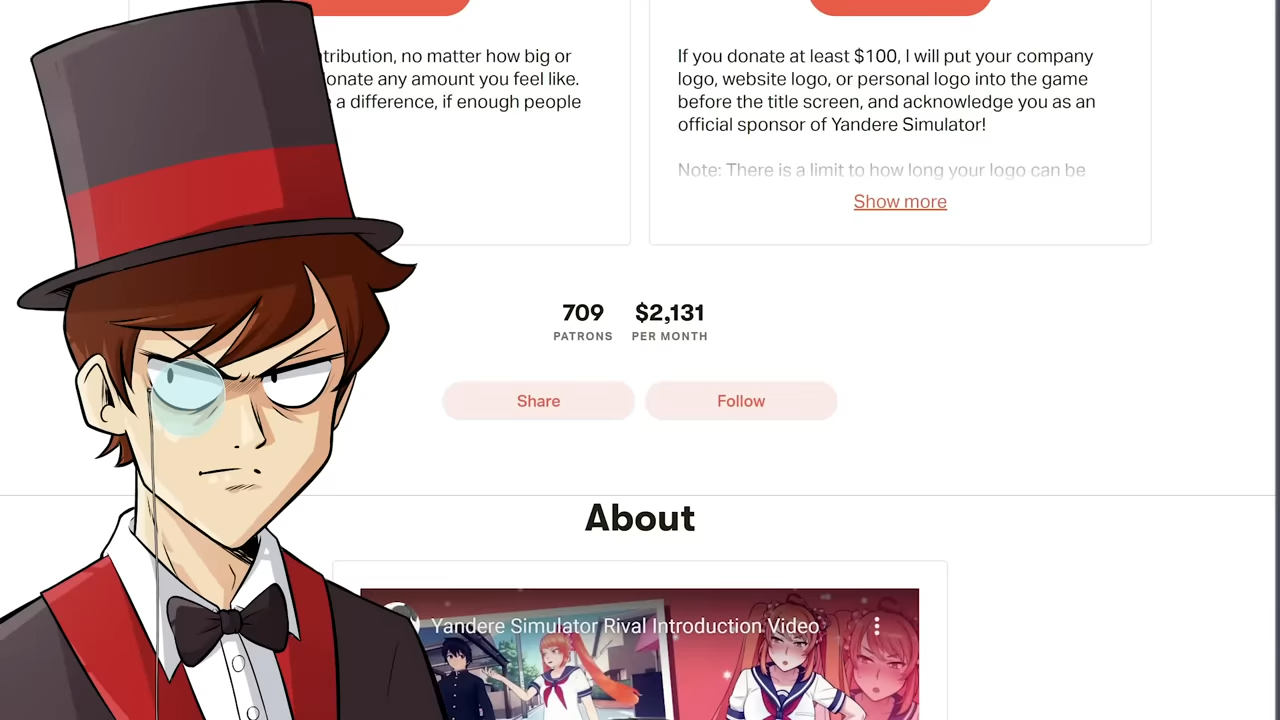 tribution, no matter how big or
onate any amount you feel like.
a difference, if enough people
If you donate at least $100, I will put your company
logo, website logo, or personal logo into the game
before the title screen, and acknowledge you as an
official sponsor of Yandere Simulator!
Note: There is a limit to how long your logo can be
Show more
709 $2,131
PATRONS PER MONTH
Share Follow
About
Yandere Simulator Rival Introduction Video